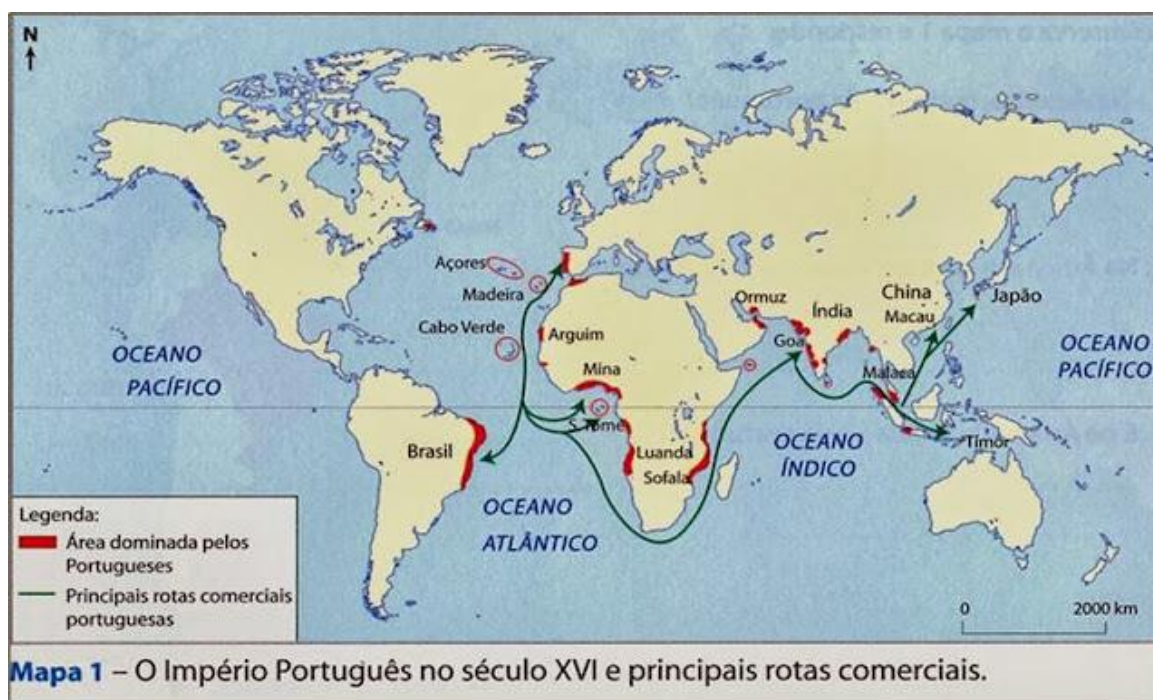 N
Açores
Madeira
Cabo Verde
Arguim
Mina
S. Tomé
Luanda
Sofala
Brasil
Ormuz
Índia
Goa
China
Macau
Japão
Malaca
Timor
OCEANO
PACÍFICO
OCEANO
ATLÂNTICO
OCEANO
ÍNDICO
OCEANO
PACÍFICO
Legenda:
Área dominada pelos
Portugueses
Principais rotas comerciais
portuguesas
0 2000 km
Mapa 1 – O Império Português no século XVI e principais rotas comerciais.